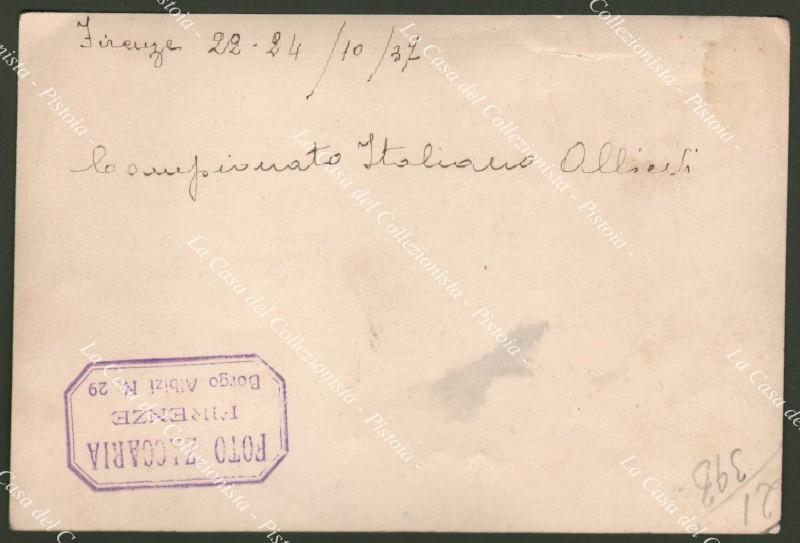 Firenze 22-24/10/37
Campionato Italiano Allievi
FOTO ZACCARIA
FIRENZE
Borgo Albizi N. 29
398
21
La Casa del Collezionista - Pistoia -